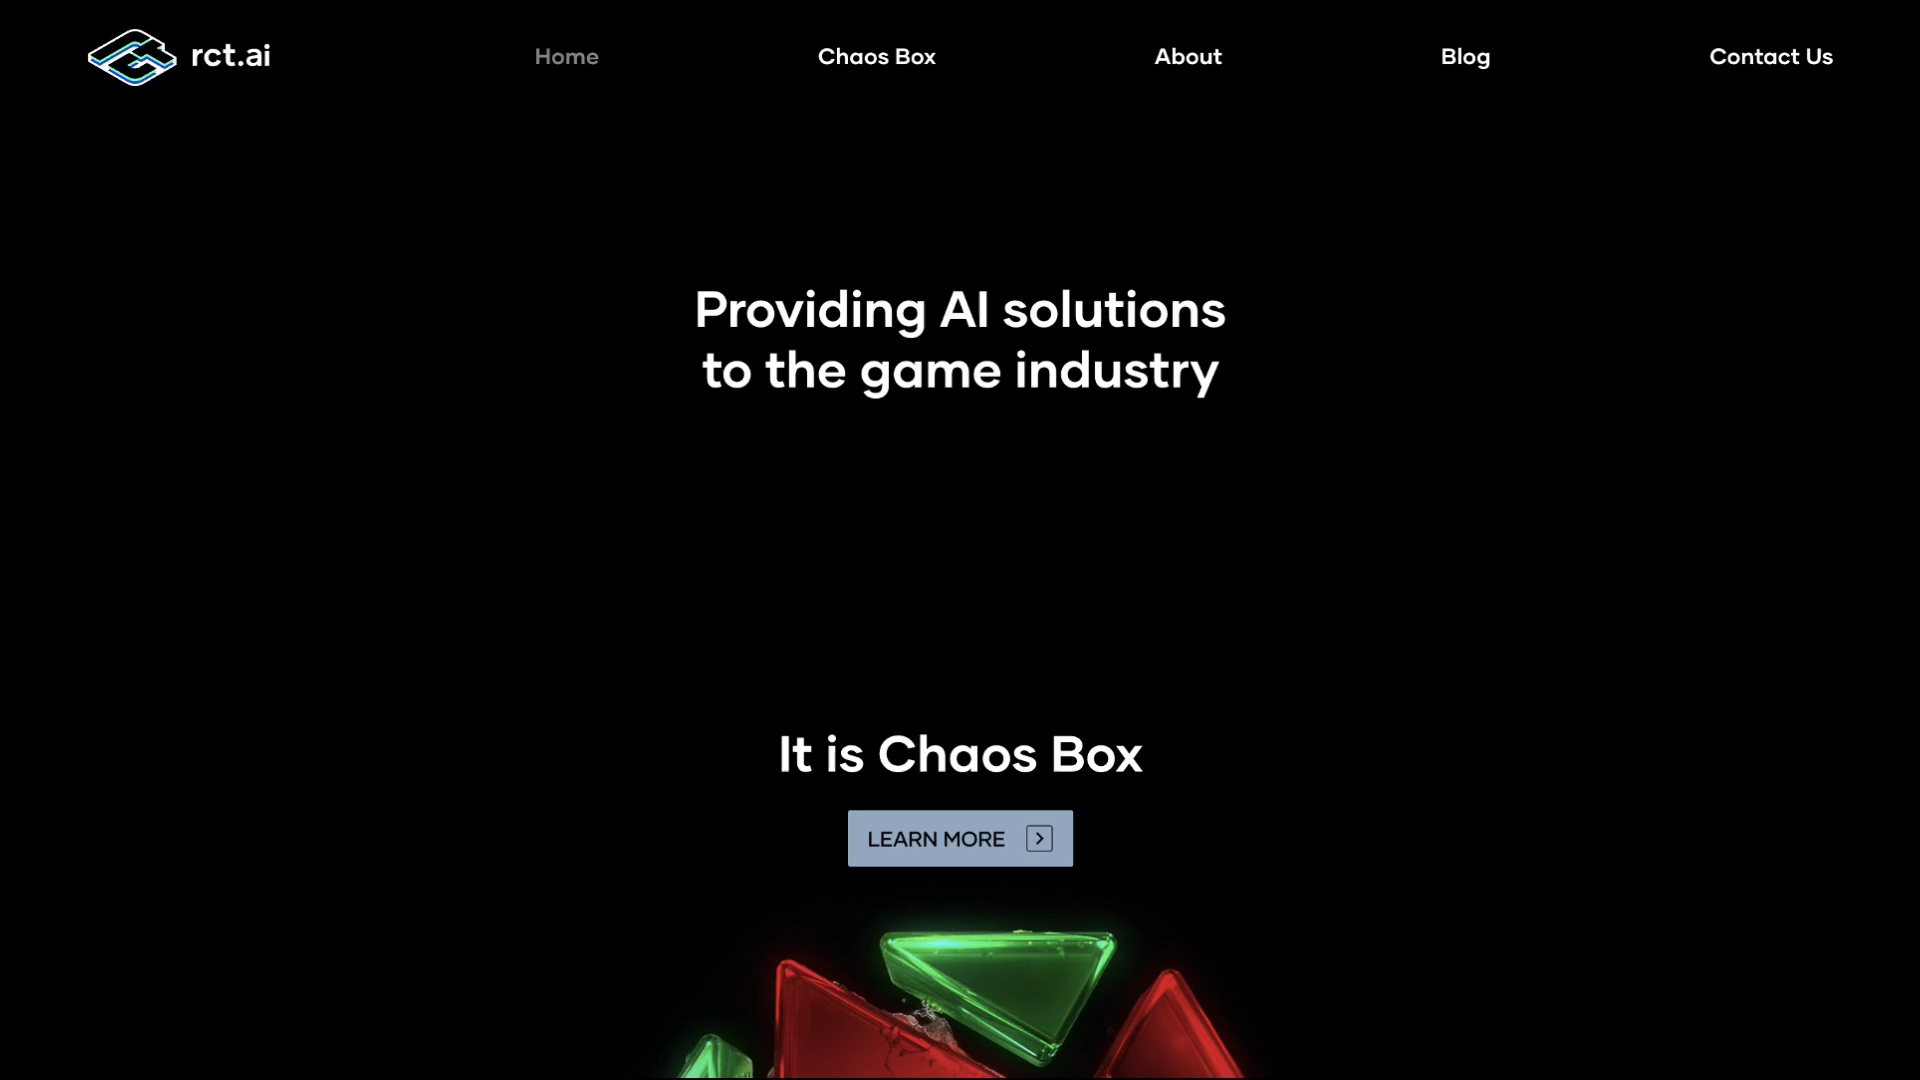 rct.ai
Home
Chaos Box
About
Blog
Contact Us
Providing AI solutions
to the game industry
It is Chaos Box
LEARN MORE